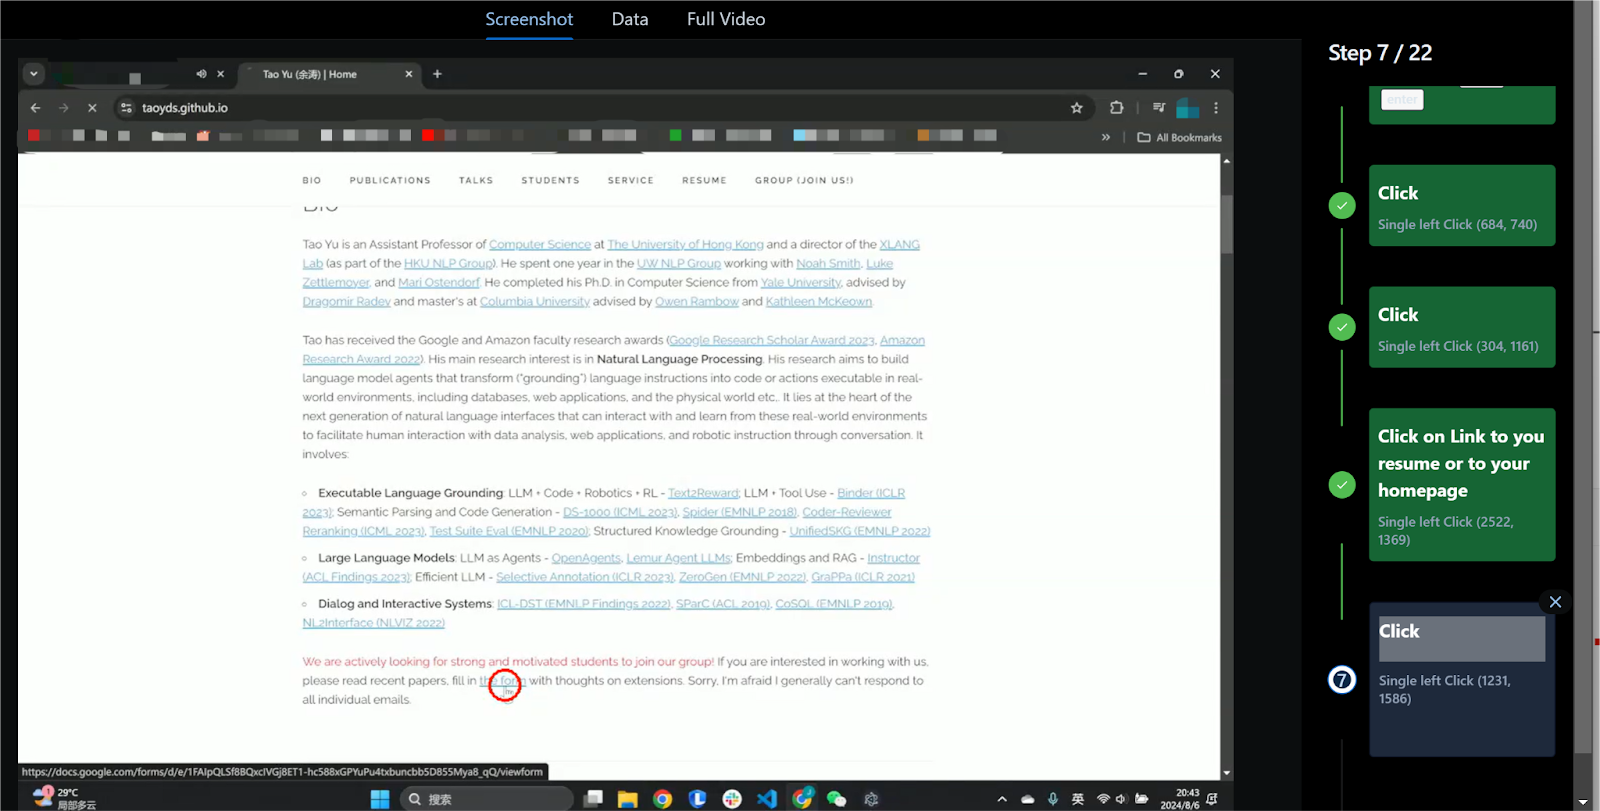 Screenshot Data Full Video
Step 7 / 22
Tao Yu (余涛) | Home
taoyds.github.io
All Bookmarks
BIO PUBLICATIONS TALKS STUDENTS SERVICE RESUME GROUP (JOIN US!)
Bio
Tao Yu is an Assistant Professor of Computer Science at The University of Hong Kong and a director of the XLANG
Lab (as part of the HKU NLP Group). He spent one year in the UW NLP Group working with Noah Smith, Luke
Zettlemoyer, and Mari Ostendorf. He completed his Ph.D. in Computer Science from Yale University, advised by
Dragomir Radev and master's at Columbia University advised by Owen Rambow and Kathleen McKeown.
Tao has received the Google and Amazon faculty research awards (Google Research Scholar Award 2023, Amazon
Research Award 2022). His main research interest is in Natural Language Processing. His research aims to build
language model agents that transform ("grounding") language instructions into code or actions executable in real-
world environments, including databases, web applications, and the physical world etc,. It lies at the heart of the
next generation of natural language interfaces that can interact with and learn from these real-world environments
to facilitate human interaction with data analysis, web applications, and robotic instruction through conversation. It
involves:
Executable Language Grounding: LLM + Code + Robotics + RL - Text2Reward; LLM + Tool Use - Binder (ICLR
2023); Semantic Parsing and Code Generation - DS-1000 (ICML 2023), Spider (EMNLP 2018), Coder-Reviewer
Reranking (ICML 2023), Test Suite Eval (EMNLP 2020); Structured Knowledge Grounding - UnifiedSKG (EMNLP 2022)
Large Language Models: LLM as Agents - OpenAgents, Lemur Agent LLMs; Embeddings and RAG - Instructor
(ACL Findings 2023); Efficient LLM - Selective Annotation (ICLR 2023), ZeroGen (EMNLP 2022), GraPPa (ICLR 2021)
Dialog and Interactive Systems: ICL-DST (EMNLP Findings 2022), SParC (ACL 2019), CoSQL (EMNLP 2019),
NL2Interface (NLVIZ 2022)
We are actively looking for strong and motivated students to join our group! If you are interested in working with us,
please read recent papers, fill in the form with thoughts on extensions. Sorry, I'm afraid I generally can't respond to
all individual emails.
https://docs.google.com/forms/d/e/1FAIpQLSf8BQxcIVGj8ET1-hc588xGPYuPu4txbuncbb5D855Mya8_qQ/viewform
1
29°C
局部多云
搜索
英
20:43
2024/8/6
enter
Click
Single left Click (684, 740)
Click
Single left Click (304, 1161)
Click on Link to you
resume or to your
homepage
Single left Click (2522,
1369)
7
Click
Single left Click (1231,
1586)